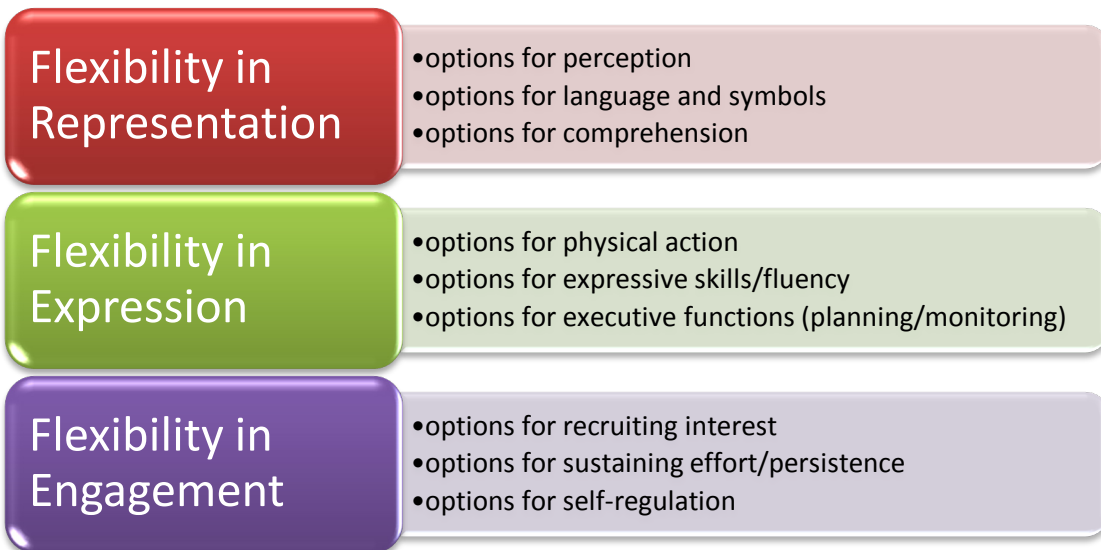 Flexibility in
Representation
•options for perception
•options for language and symbols
•options for comprehension
Flexibility in
Expression
•options for physical action
•options for expressive skills/fluency
•options for executive functions (planning/monitoring)
Flexibility in
Engagement
•options for recruiting interest
•options for sustaining effort/persistence
•options for self-regulation